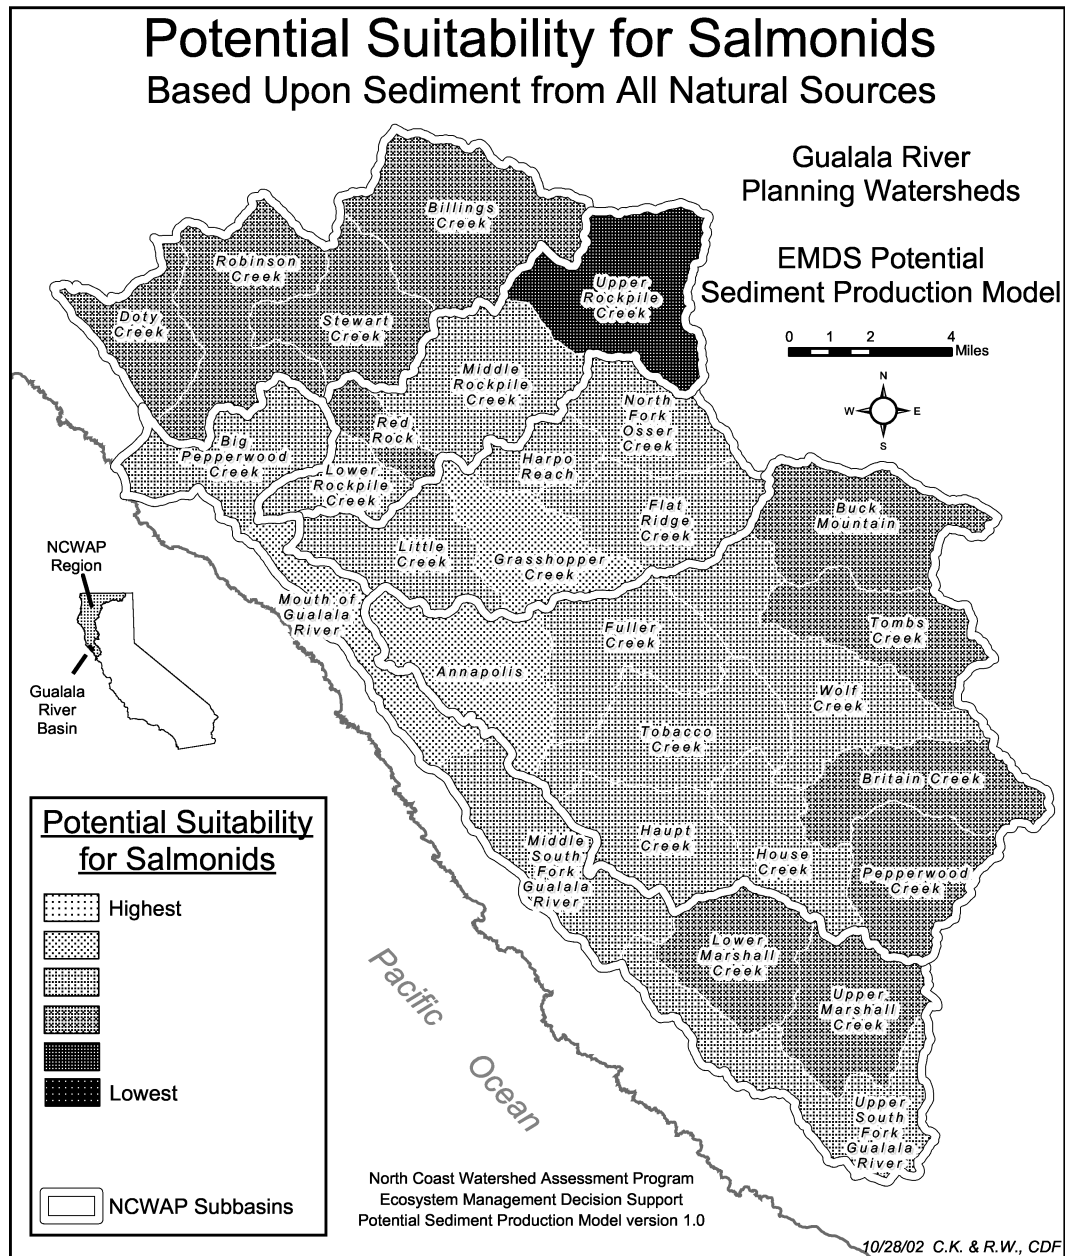 Potential Suitability for Salmonids
Based Upon Sediment from All Natural Sources
Gualala River
Planning Watersheds
EMDS Potential
Sediment Production Model
0 2 4
Miles
N
W E
S
Billings
Creek
Robinson
Creek
Upper
Rockpile
Creek
Doty
Creek
Stewart
Creek
Middle
Rockpile
Creek
North
Fork
Osser
Creek
Red
Rock
Big
Pepperwood
Creek
Lower
Rockpile
Creek
Harpo
Reach
Flat
Ridge
Creek
Buck
Mountain
Little
Creek
Grasshopper
Creek
Mouth of
Gualala
River
Fuller
Creek
Tombs
Creek
Annapolis
Wolf
Creek
Tobacco
Creek
Britain Creek
Haupt
Creek
House
Creek
Pepperwood
Creek
Middle
South
Fork
Gualala
River
Lower
Marshall
Creek
Upper
Marshall
Creek
Upper
South
Fork
Gualala
River
NCWAP
Region
Gualala
River
Basin
Potential Suitability
for Salmonids
Highest
Lowest
NCWAP Subbasins
Pacific
Ocean
North Coast Watershed Assessment Program
Ecosystem Management Decision Support
Potential Sediment Production Model version 1.0
10/28/02 C.K. & R.W., CDF